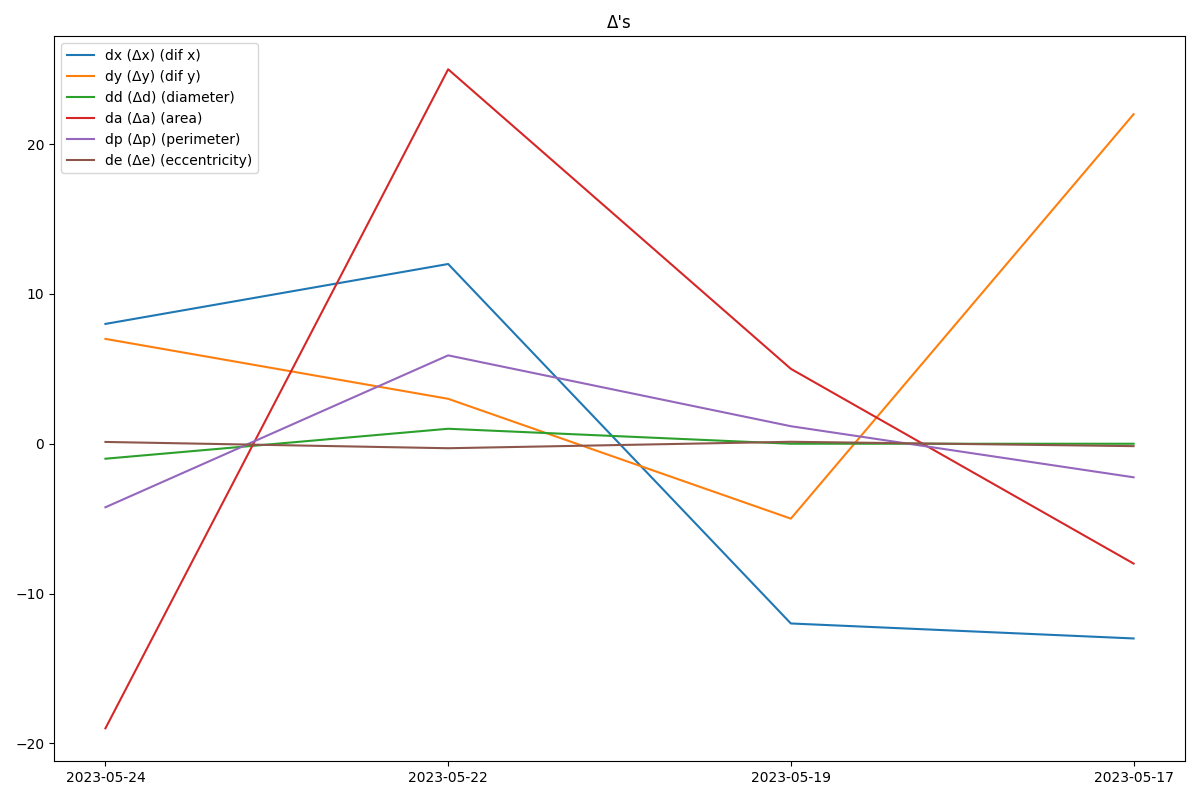 Δ's
dx (Δx) (dif x)
dy (Δy) (dif y)
dd (Δd) (diameter)
da (Δa) (area)
dp (Δp) (perimeter)
de (Δe) (eccentricity)
20
10
0
−10
−20
2023-05-24 2023-05-22 2023-05-19 2023-05-17